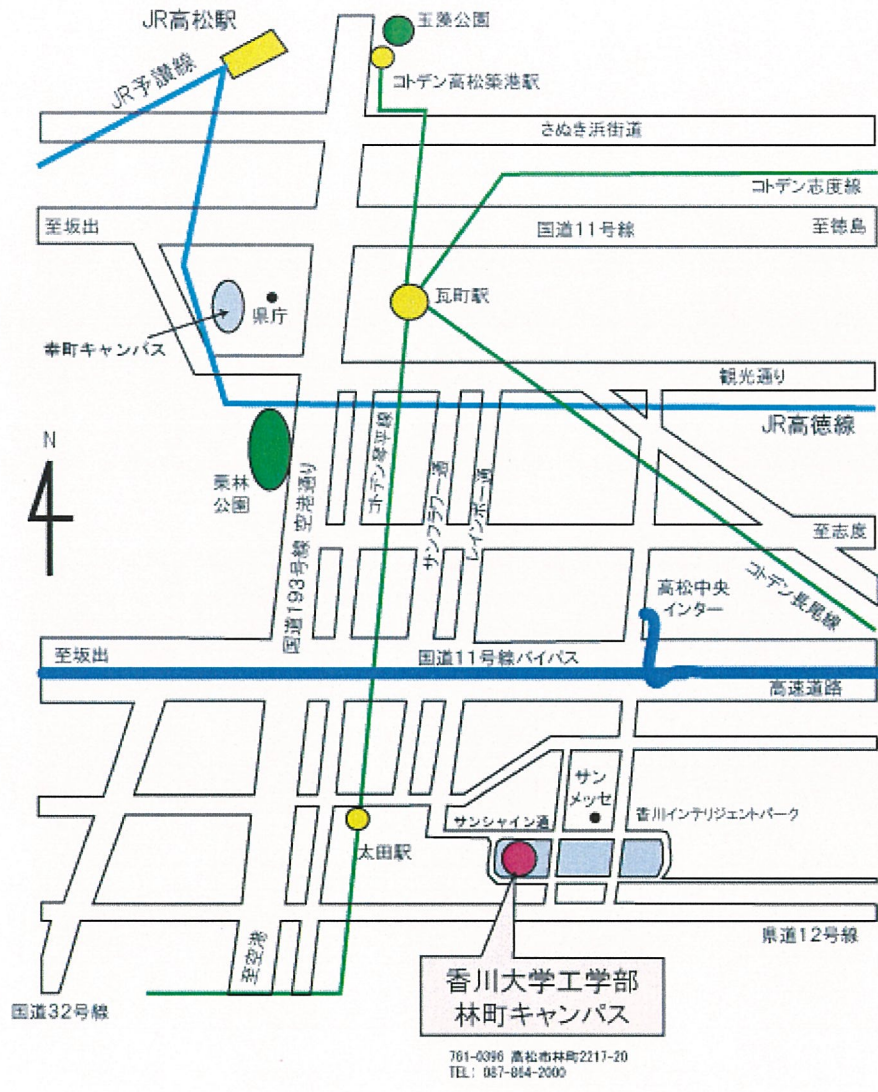 JR高松駅
玉藻公園
JR予讃線
コトデン高松築港駅
さぬき浜街道
コトデン志度線
至坂出
国道11号線
至徳島
瓦町駅
県庁
幸町キャンパス
観光通り
JR高徳線
N
栗林
公園
国道193号線 空港通り
コトデン琴平線
サンフラワー通
レインボー通
至志度
高松中央
インター
コトデン長尾線
至坂出
国道11号線バイパス
高速道路
サン
メッセ
サンシャイン通
香川インテリジェントパーク
太田駅
至空港
県道12号線
国道32号線
香川大学工学部
林町キャンパス
761-0396 高松市林町2217-20
TEL: 087-864-2000